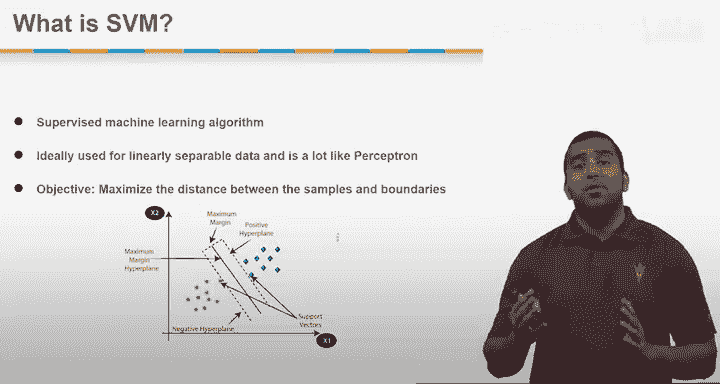 What is SVM?
Supervised machine learning algorithm
Ideally used for linearly separable data and is a lot like Perceptron
Objective: Maximize the distance between the samples and boundaries
X2
Maximum
Margin
Positive
Hyperplane
Maximum
Margin
Hyperplane
Support
Vectors
Negative Hyperplane
X1